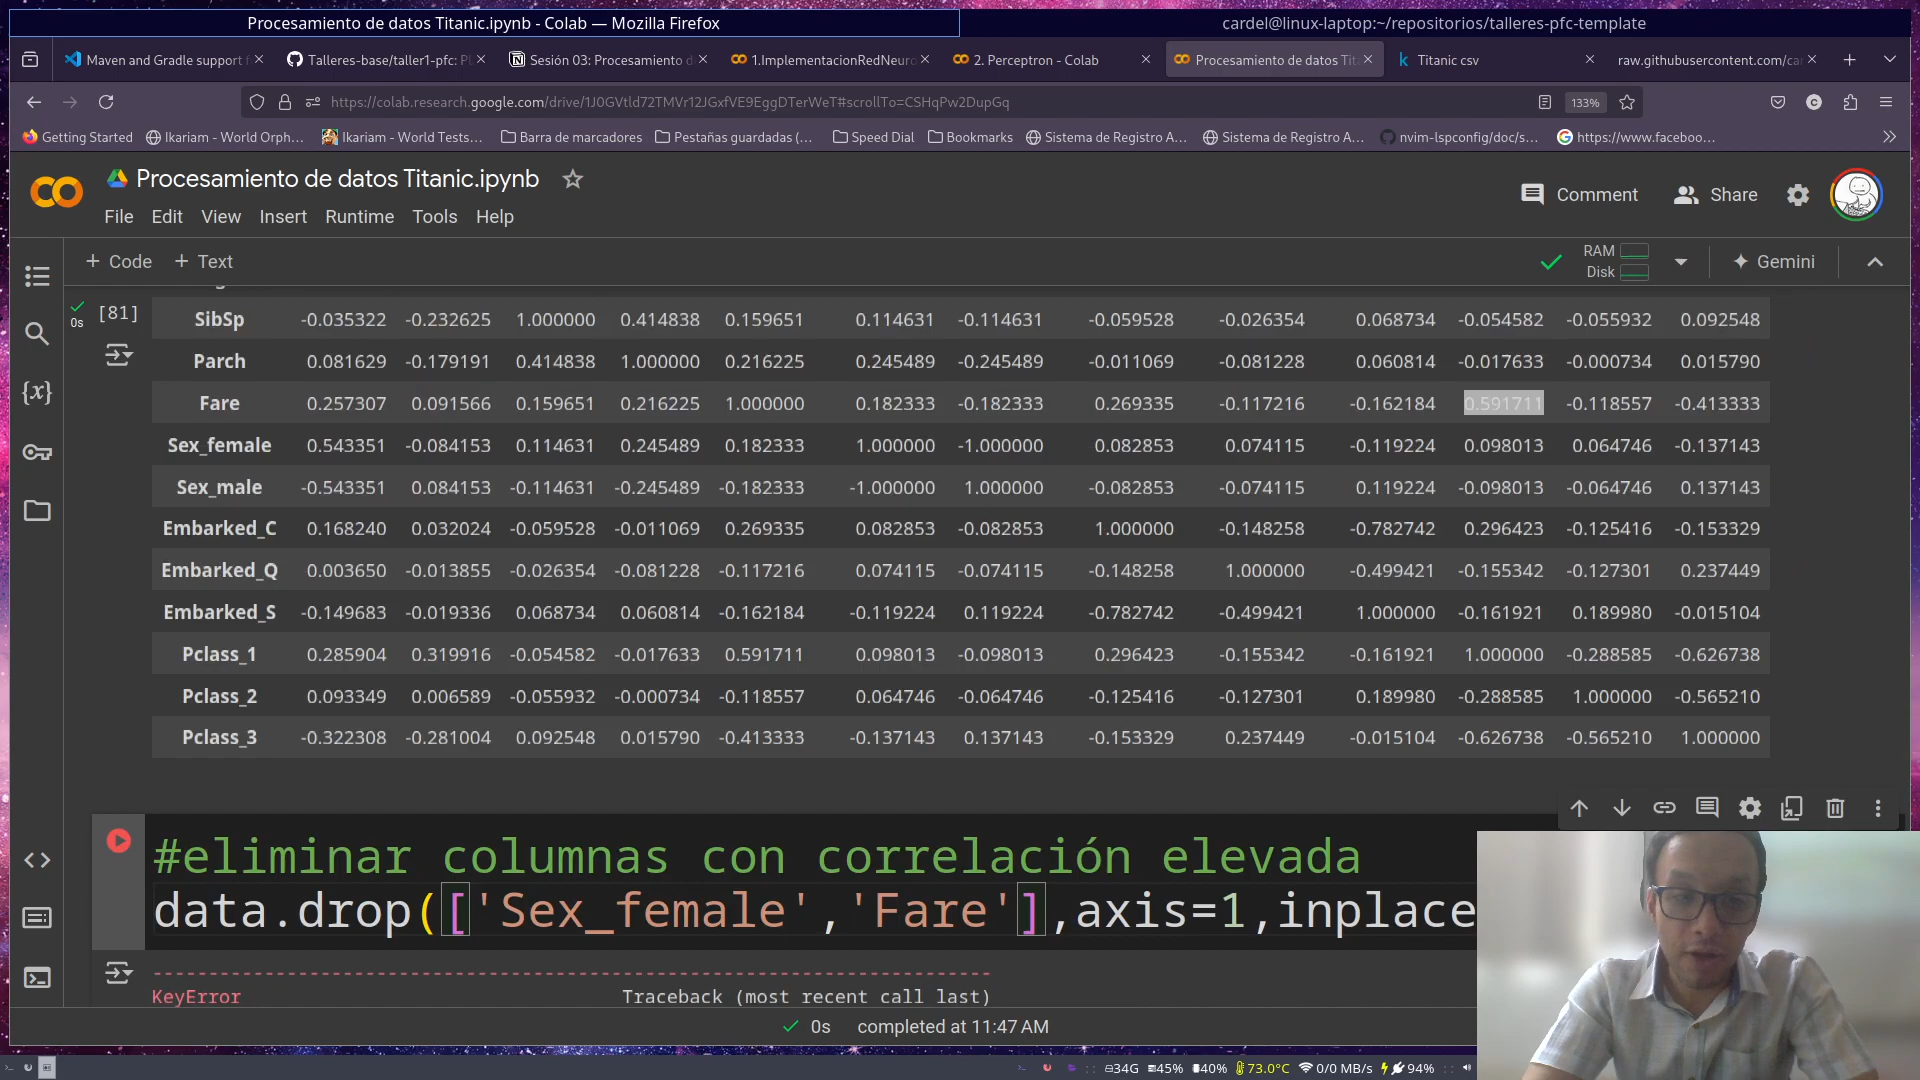 Procesamiento de datos Titanic.ipynb - Colab — Mozilla Firefox
cardel@linux-laptop:~/repositorios/talleres-pfc-template
Maven and Gradle support f
Talleres-base/taller1-pfc: Pl
Sesión 03: Procesamiento d
1.ImplementacionRedNeuro
2. Perceptron - Colab
Procesamiento de datos Tita
Titanic csv
raw.githubusercontent.com/car
https://colab.research.google.com/drive/1J0GVtld72TMVr12JGxfVE9EggDTerWeT#scrollTo=CSHqPw2DupGq
133%
Getting Started
Ikariam - World Orph…
Ikariam - World Tests…
Barra de marcadores
Pestañas guardadas (…
Speed Dial
Bookmarks
Sistema de Registro A…
Sistema de Registro A…
nvim-lspconfig/doc/s…
https://www.faceboo…
Procesamiento de datos Titanic.ipynb
Comment
Share
File Edit View Insert Runtime Tools Help
+ Code + Text
RAM
Disk
Gemini
[81]
0s
SibSp -0.035322 -0.232625 1.000000 0.414838 0.159651 0.114631 -0.114631 -0.059528 -0.026354 0.068734 -0.054582 -0.055932 0.092548
Parch 0.081629 -0.179191 0.414838 1.000000 0.216225 0.245489 -0.245489 -0.011069 -0.081228 0.060814 -0.017633 -0.000734 0.015790
Fare 0.257307 0.091566 0.159651 0.216225 1.000000 0.182333 -0.182333 0.269335 -0.117216 -0.162184 0.591711 -0.118557 -0.413333
Sex_female 0.543351 -0.084153 0.114631 0.245489 0.182333 1.000000 -1.000000 0.082853 0.074115 -0.119224 0.098013 0.064746 -0.137143
Sex_male -0.543351 0.084153 -0.114631 -0.245489 -0.182333 -1.000000 1.000000 -0.082853 -0.074115 0.119224 -0.098013 -0.064746 0.137143
Embarked_C 0.168240 0.032024 -0.059528 -0.011069 0.269335 0.082853 -0.082853 1.000000 -0.148258 -0.782742 0.296423 -0.125416 -0.153329
Embarked_Q 0.003650 -0.013855 -0.026354 -0.081228 -0.117216 0.074115 -0.074115 -0.148258 1.000000 -0.499421 -0.155342 -0.127301 0.237449
Embarked_S -0.149683 -0.019336 0.068734 0.060814 -0.162184 -0.119224 0.119224 -0.782742 -0.499421 1.000000 -0.161921 0.189980 -0.015104
Pclass_1 0.285904 0.319916 -0.054582 -0.017633 0.591711 0.098013 -0.098013 0.296423 -0.155342 -0.161921 1.000000 -0.288585 -0.626738
Pclass_2 0.093349 0.006589 -0.055932 -0.000734 -0.118557 0.064746 -0.064746 -0.125416 -0.127301 0.189980 -0.288585 1.000000 -0.565210
Pclass_3 -0.322308 -0.281004 0.092548 0.015790 -0.413333 -0.137143 0.137143 -0.153329 0.237449 -0.015104 -0.626738 -0.565210 1.000000
#eliminar columnas con correlación elevada
data.drop(['Sex_female','Fare'],axis=1,inplace
---------------------------------------------------------------------------
KeyError Traceback (most recent call last)
0s completed at 11:47 AM
34G 45% 40% 73.0°C 0/0 MB/s 94%